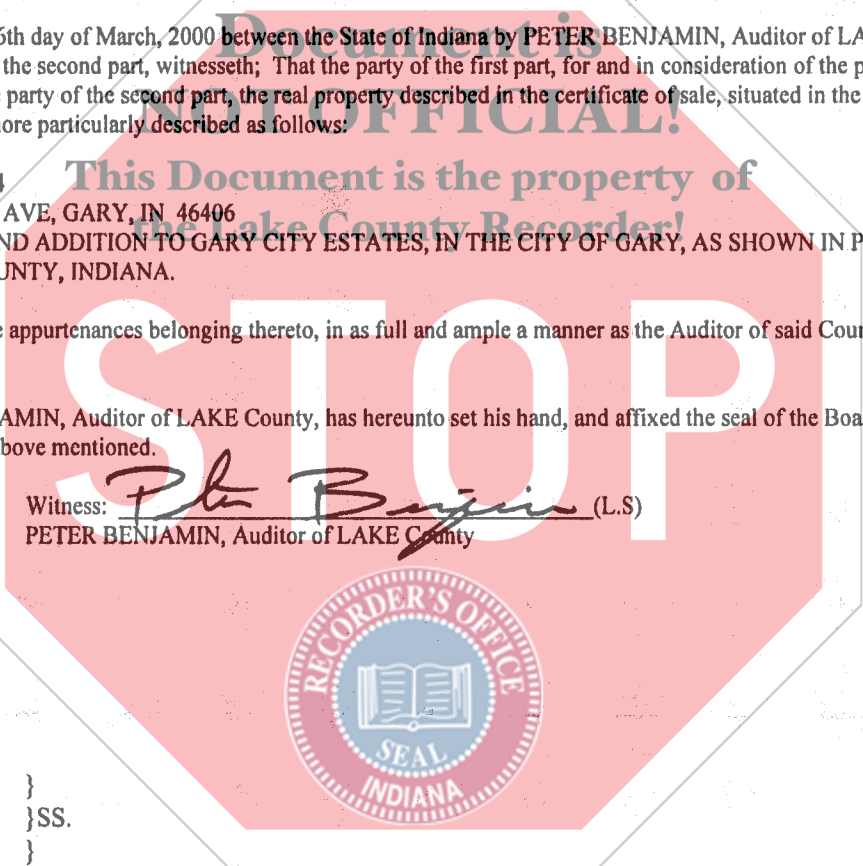 Document is
6th day of March, 2000 between the State of Indiana by PETER BENJAMIN, Auditor of LA
the second part, witnesseth; That the party of the first part, for and in consideration of the p
e party of the second part, the real property described in the certificate of sale, situated in the
NOT OFFICIAL!
ore particularly described as follows:
This Document is the property of
4
AVE, GARY, IN 46406
the Lake County Recorder!
ND ADDITION TO GARY CITY ESTATES, IN THE CITY OF GARY, AS SHOWN IN P
UNTY, INDIANA.
STOP
e appurtenances belonging thereto, in as full and ample a manner as the Auditor of said Coun
AMIN, Auditor of LAKE County, has hereunto set his hand, and affixed the seal of the Boa
bove mentioned.
Witness: Peter Benjamin (L.S)
PETER BENJAMIN, Auditor of LAKE County
RECORDER'S OFFICE
SEAL
INDIANA
}
}SS.
}